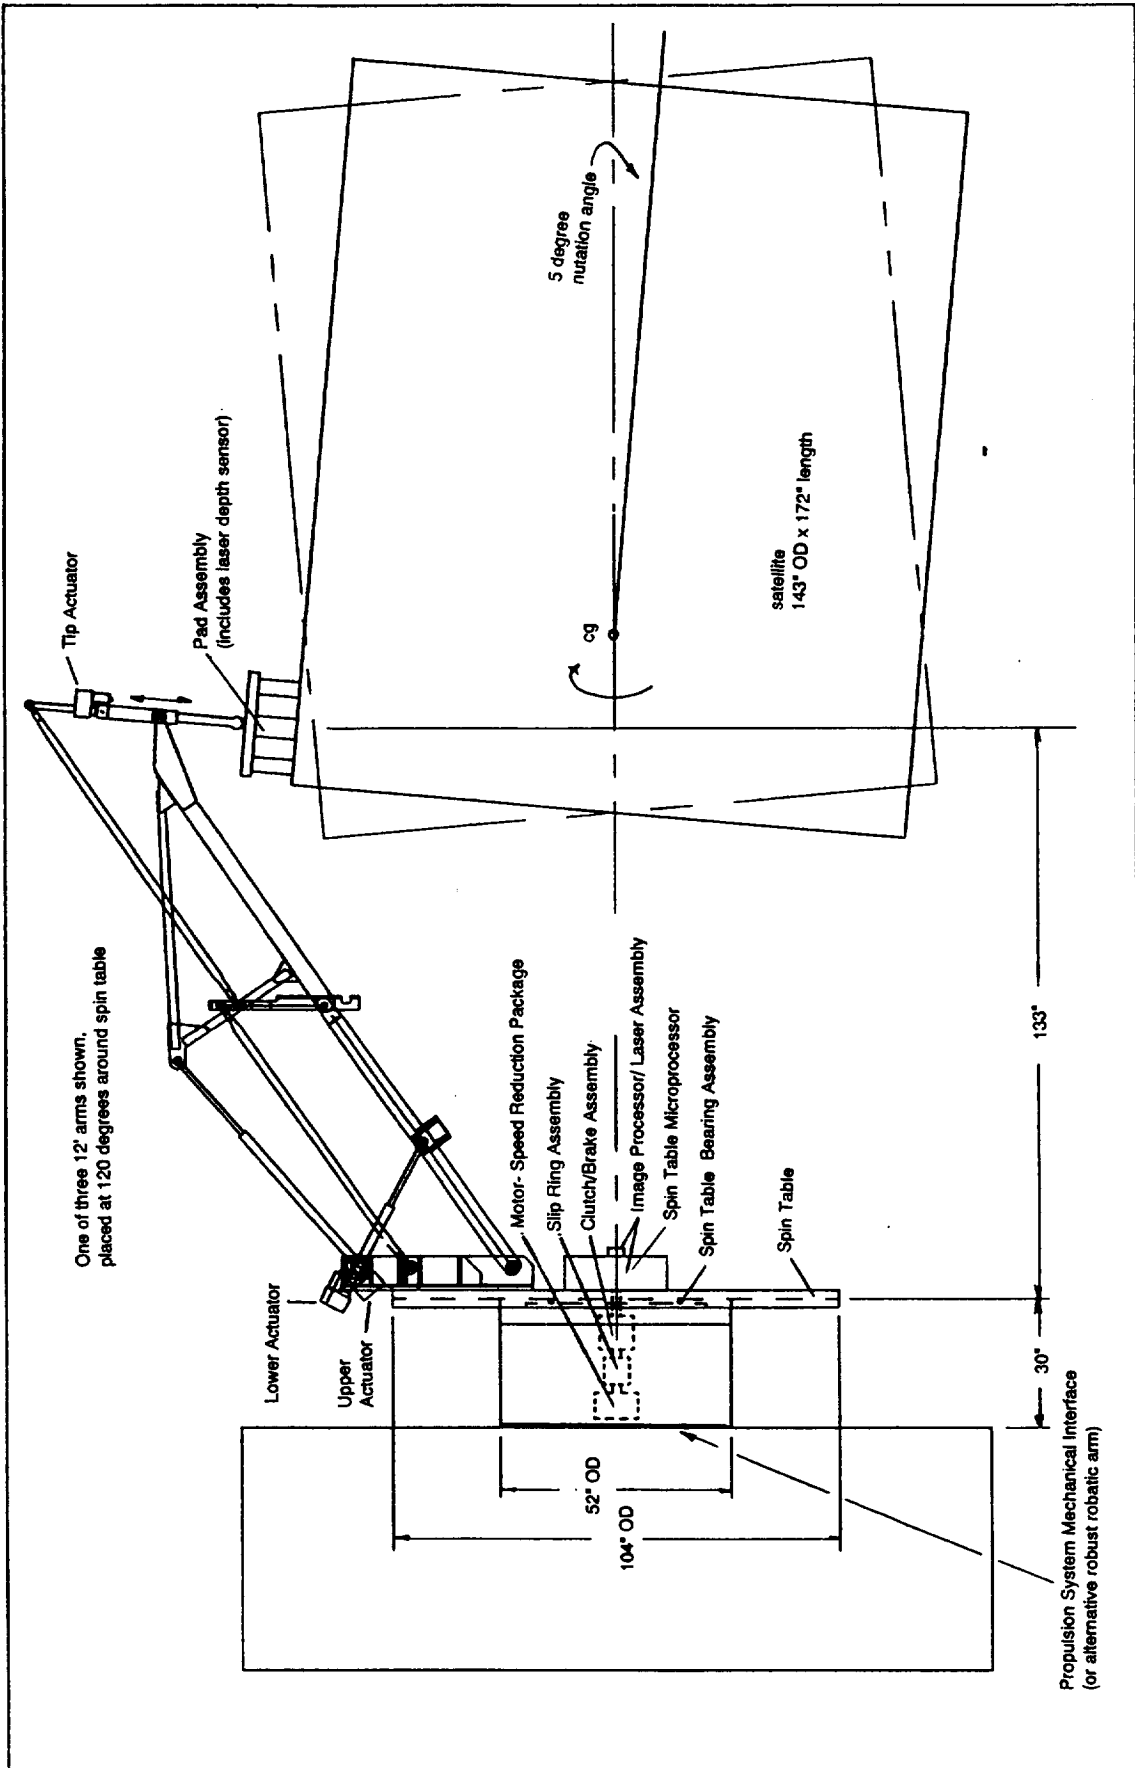 One of three 12' arms shown,
placed at 120 degrees around spin table
Tip Actuator
Pad Assembly
(includes laser depth sensor)
5 degree
nutation angle
cg
satellite
143" OD x 172" length
Lower Actuator
Upper
Actuator
Motor- Speed Reduction Package
Slip Ring Assembly
Clutch/Brake Assembly
Image Processor/ Laser Assembly
Spin Table Microprocessor
Spin Table Bearing Assembly
Spin Table
52" OD
104" OD
30"
133"
Propulsion System Mechanical Interface
(or alternative robust robatic arm)